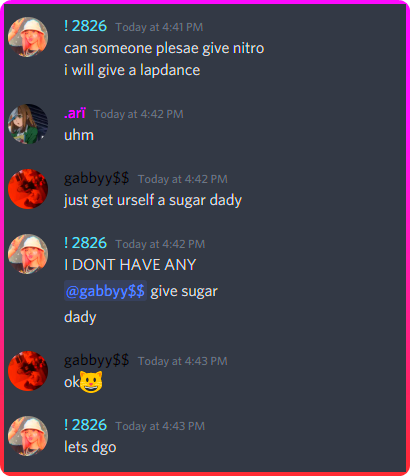 ! 2826 Today at 4:41 PM
can someone plesae give nitro
i will give a lapdance
.arĭ Today at 4:42 PM
uhm
gabbyy$$ Today at 4:42 PM
just get urself a sugar dady
! 2826 Today at 4:42 PM
I DONT HAVE ANY
@gabbyy$$ give sugar
dady
gabbyy$$ Today at 4:43 PM
ok😺
! 2826 Today at 4:43 PM
lets dgo